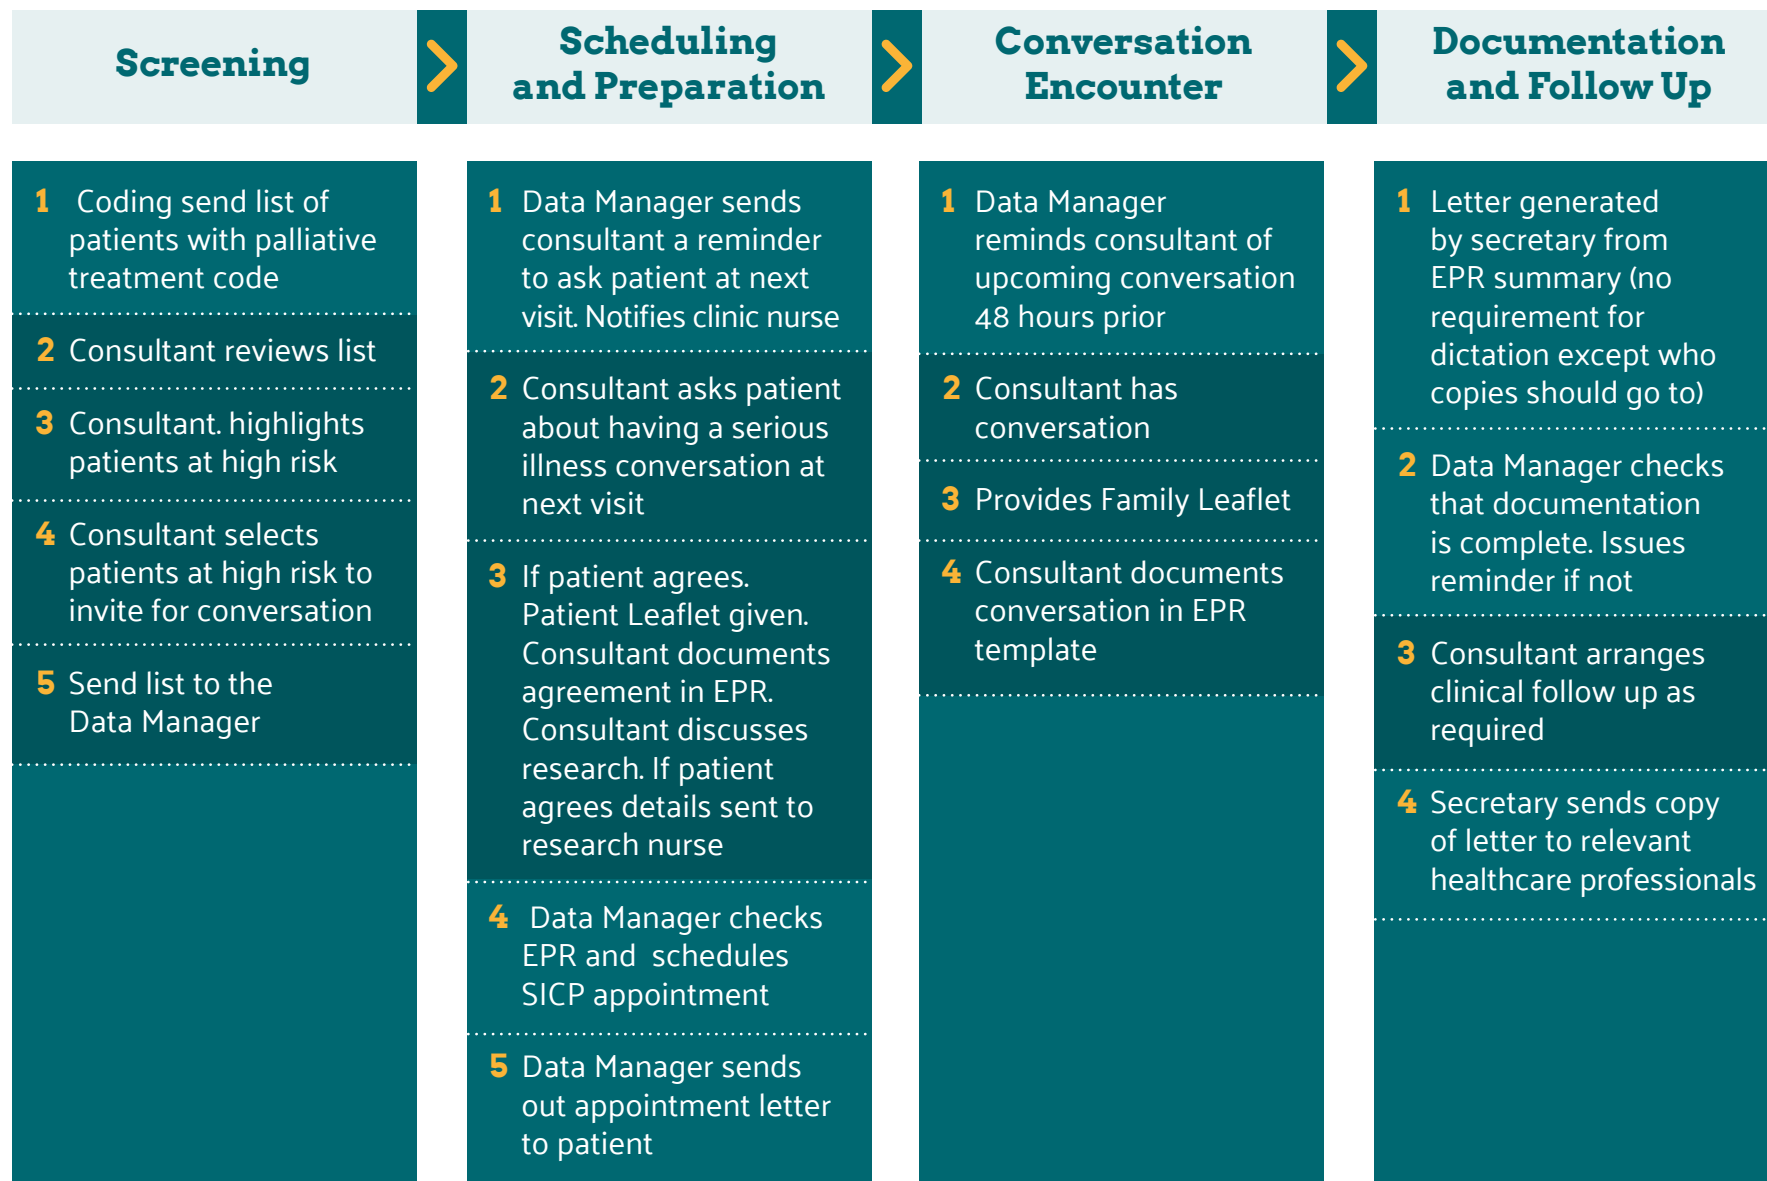 Screening
Scheduling
and Preparation
Conversation
Encounter
Documentation
and Follow Up
1 Coding send list of
patients with palliative
treatment code
2 Consultant reviews list
3 Consultant. highlights
patients at high risk
4 Consultant selects
patients at high risk to
invite for conversation
5 Send list to the
Data Manager
1 Data Manager sends
consultant a reminder
to ask patient at next
visit. Notifies clinic nurse
2 Consultant asks patient
about having a serious
illness conversation at
next visit
3 If patient agrees.
Patient Leaflet given.
Consultant documents
agreement in EPR.
Consultant discusses
research. If patient
agrees details sent to
research nurse
4 Data Manager checks
EPR and schedules
SICP appointment
5 Data Manager sends
out appointment letter
to patient
1 Data Manager
reminds consultant of
upcoming conversation
48 hours prior
2 Consultant has
conversation
3 Provides Family Leaflet
4 Consultant documents
conversation in EPR
template
1 Letter generated
by secretary from
EPR summary (no
requirement for
dictation except who
copies should go to)
2 Data Manager checks
that documentation
is complete. Issues
reminder if not
3 Consultant arranges
clinical follow up as
required
4 Secretary sends copy
of letter to relevant
healthcare professionals